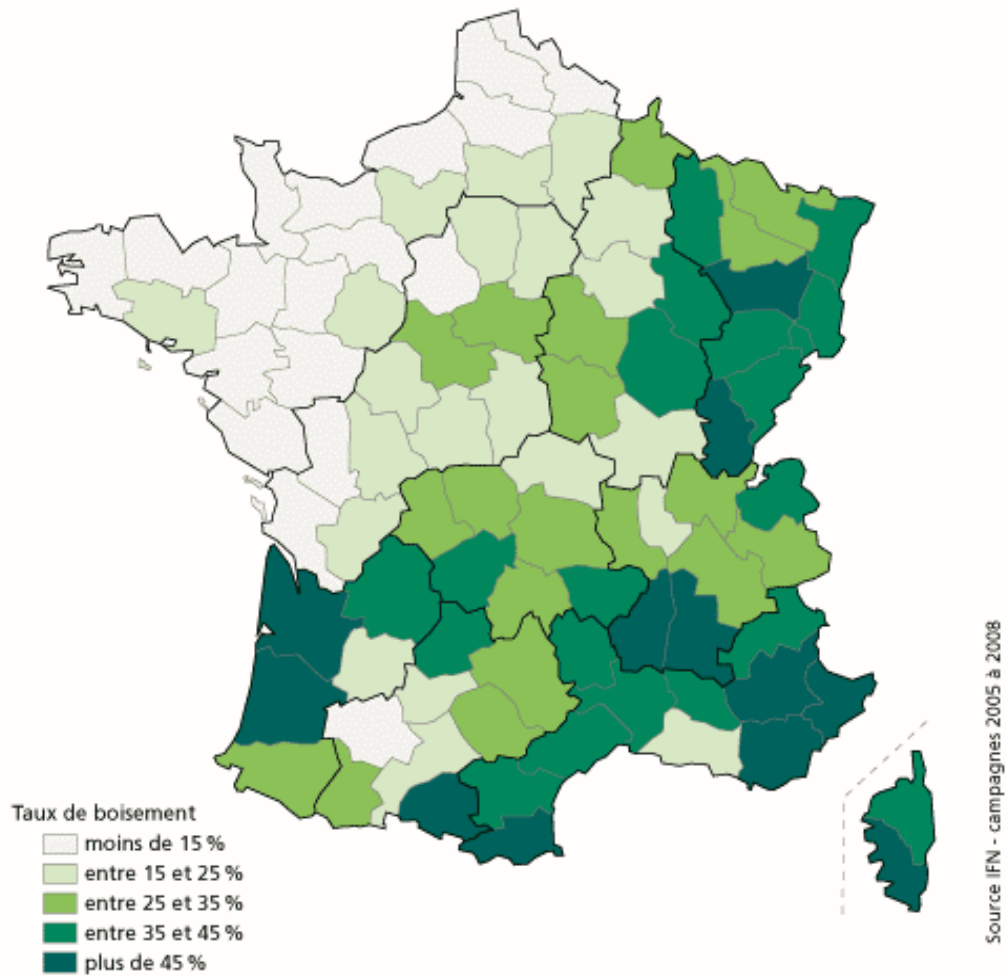 Taux de boisement
moins de 15 %
entre 15 et 25 %
entre 25 et 35 %
entre 35 et 45 %
plus de 45 %
Source IFN - campagnes 2005 à 2008